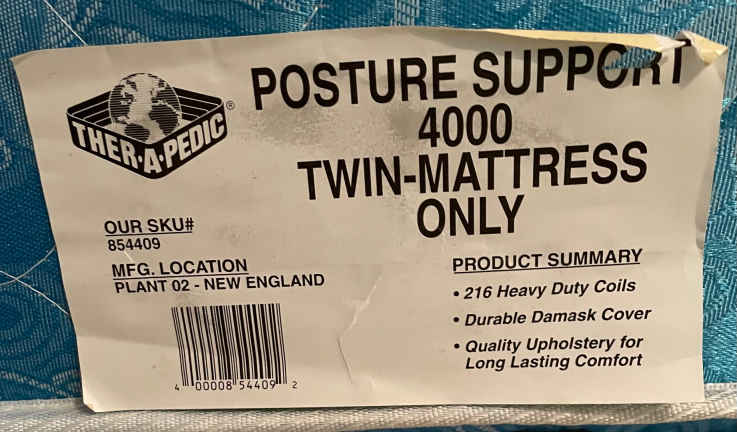 THER·A·PEDIC®
POSTURE SUPPORT
4000
TWIN-MATTRESS
ONLY
OUR SKU#
854409
MFG. LOCATION
PLANT 02 - NEW ENGLAND
4 00008 54409 2
PRODUCT SUMMARY
• 216 Heavy Duty Coils
• Durable Damask Cover
• Quality Upholstery for
Long Lasting Comfort